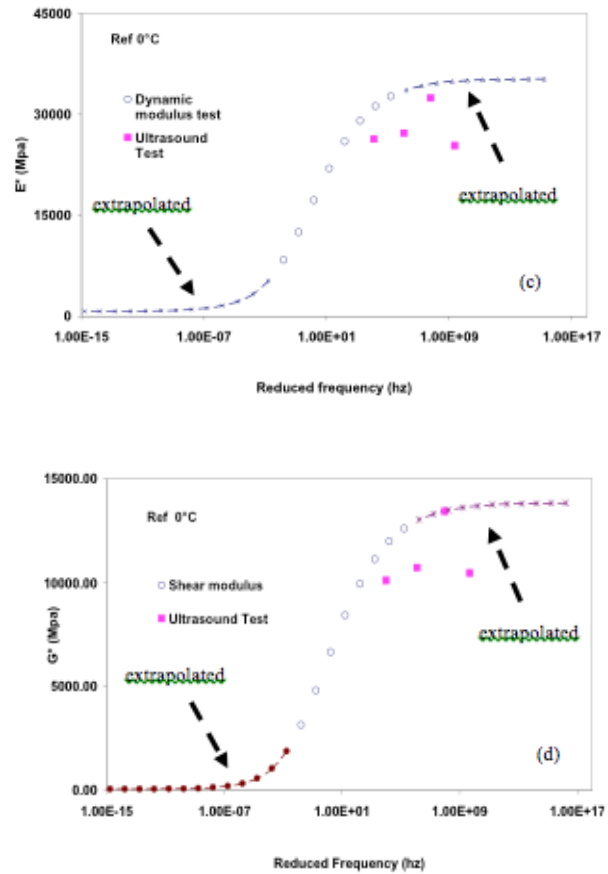 45000
Ref 0°C
Dynamic
modulus test
Ultrasound
Test
30000
E* (Mpa)
15000
extrapolated
extrapolated
(c)
0
1.00E-15 1.00E-07 1.00E+01 1.00E+09 1.00E+17
Reduced frequency (hz)
15000.00
Ref 0°C
Shear modulus
Ultrasound Test
10000.00
G* (Mpa)
extrapolated
extrapolated
5000.00
(d)
0.00
1.00E-15 1.00E-07 1.00E+01 1.00E+09 1.00E+17
Reduced Frequency (hz)